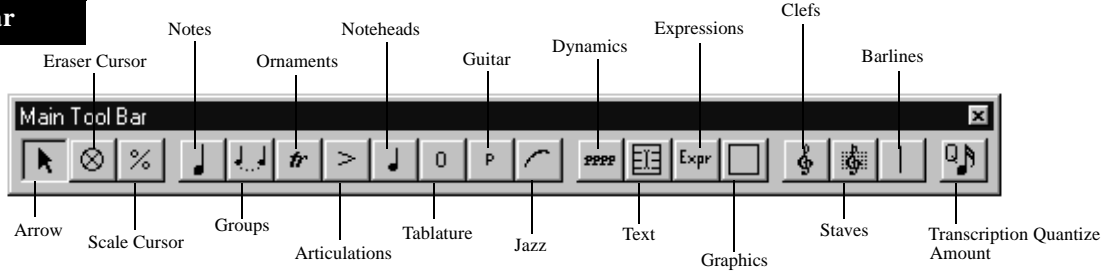 ar
Clefs
Notes
Noteheads
Expressions
Dynamics
Eraser Cursor
Ornaments
Guitar
Barlines
Main Tool Bar
% tr > 0 P pppp Expr Q
Arrow
Scale Cursor
Groups
Articulations
Tablature
Jazz
Text
Graphics
Staves
Transcription Quantize
Amount